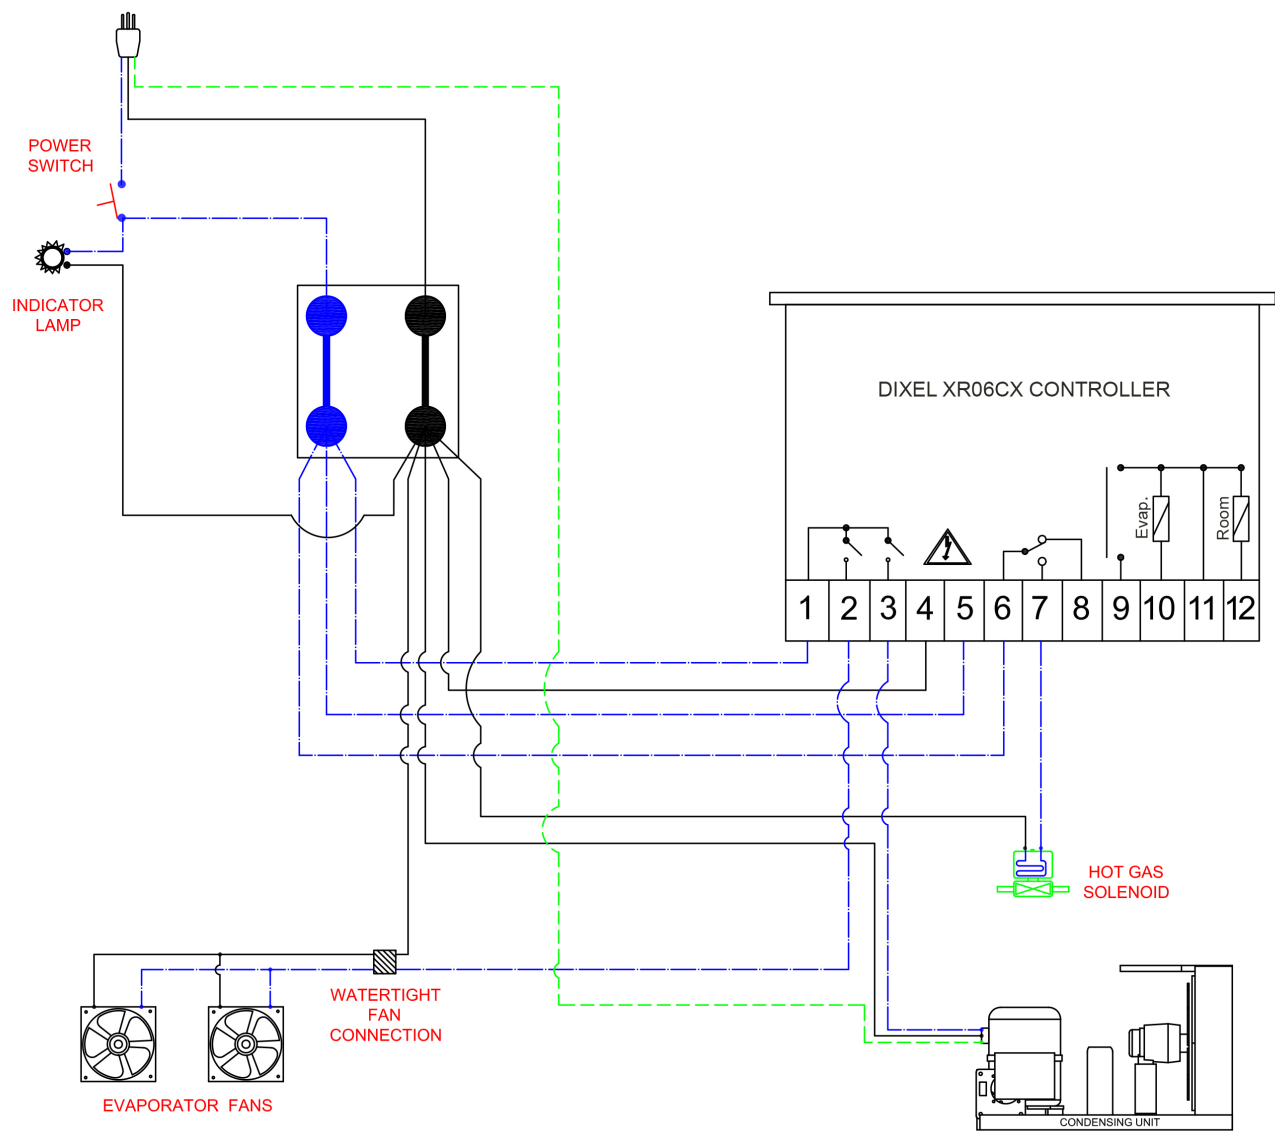 POWER
SWITCH
INDICATOR
LAMP
DIXEL XR06CX CONTROLLER
Evap.
Room
1 2 3 4 5 6 7 8 9 10 11 12
HOT GAS
SOLENOID
WATERTIGHT
FAN
CONNECTION
EVAPORATOR FANS
CONDENSING UNIT